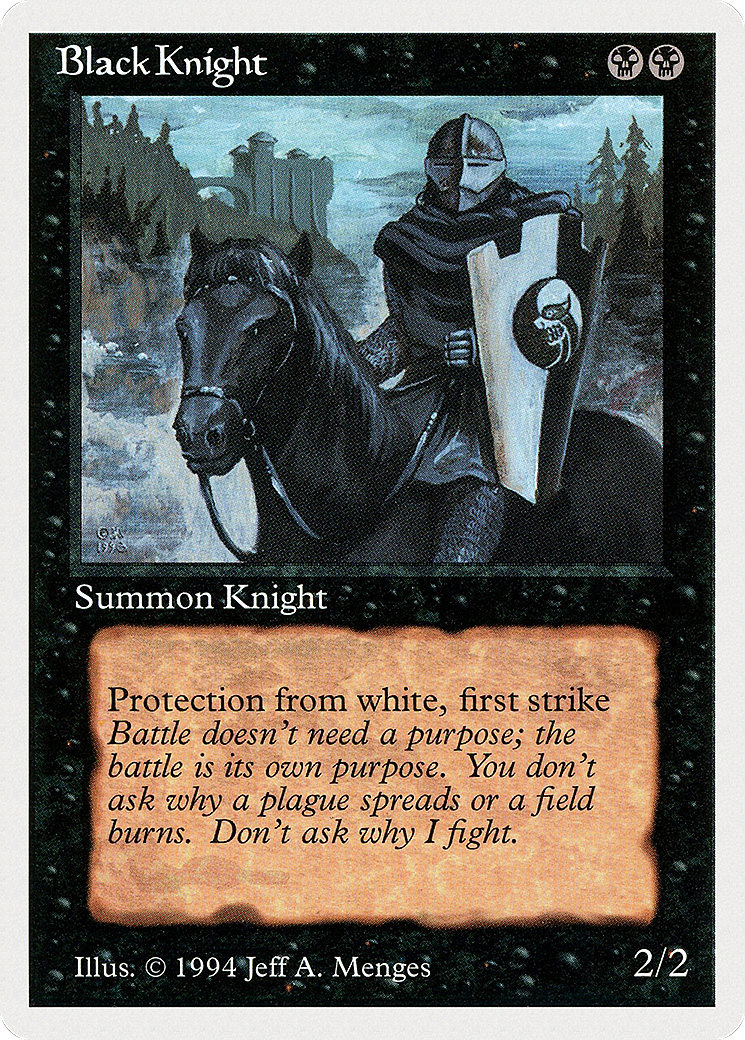 Black Knight
Summon Knight
Protection from white, first strike
Battle doesn't need a purpose; the
battle is its own purpose.  You don't
ask why a plague spreads or a field
burns.  Don't ask why I fight.
Illus. © 1994 Jeff A. Menges
2/2